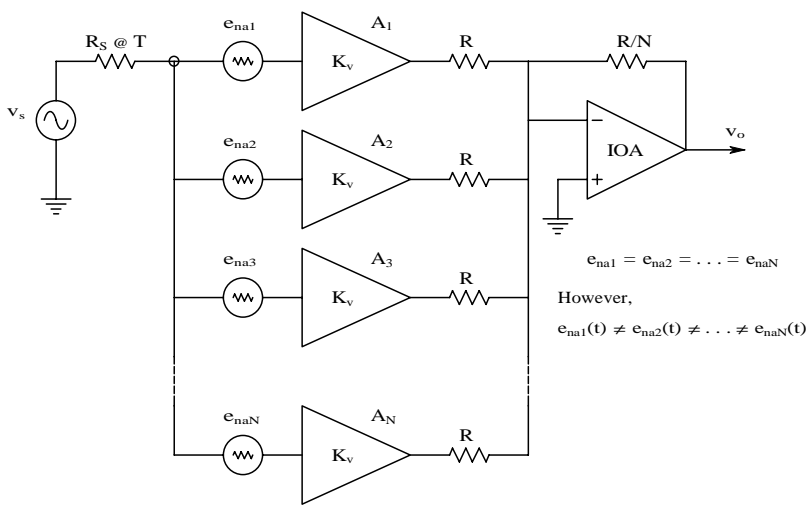 e_na1
A_1
R_S @ T
K_v
R
R/N
v_s
e_na2
A_2
K_v
R
IOA
v_o
−
+
e_na3
A_3
K_v
R
e_na1 = e_na2 = . . . = e_naN
However,
e_na1(t) ≠ e_na2(t) ≠ . . . ≠ e_naN(t)
e_naN
A_N
K_v
R